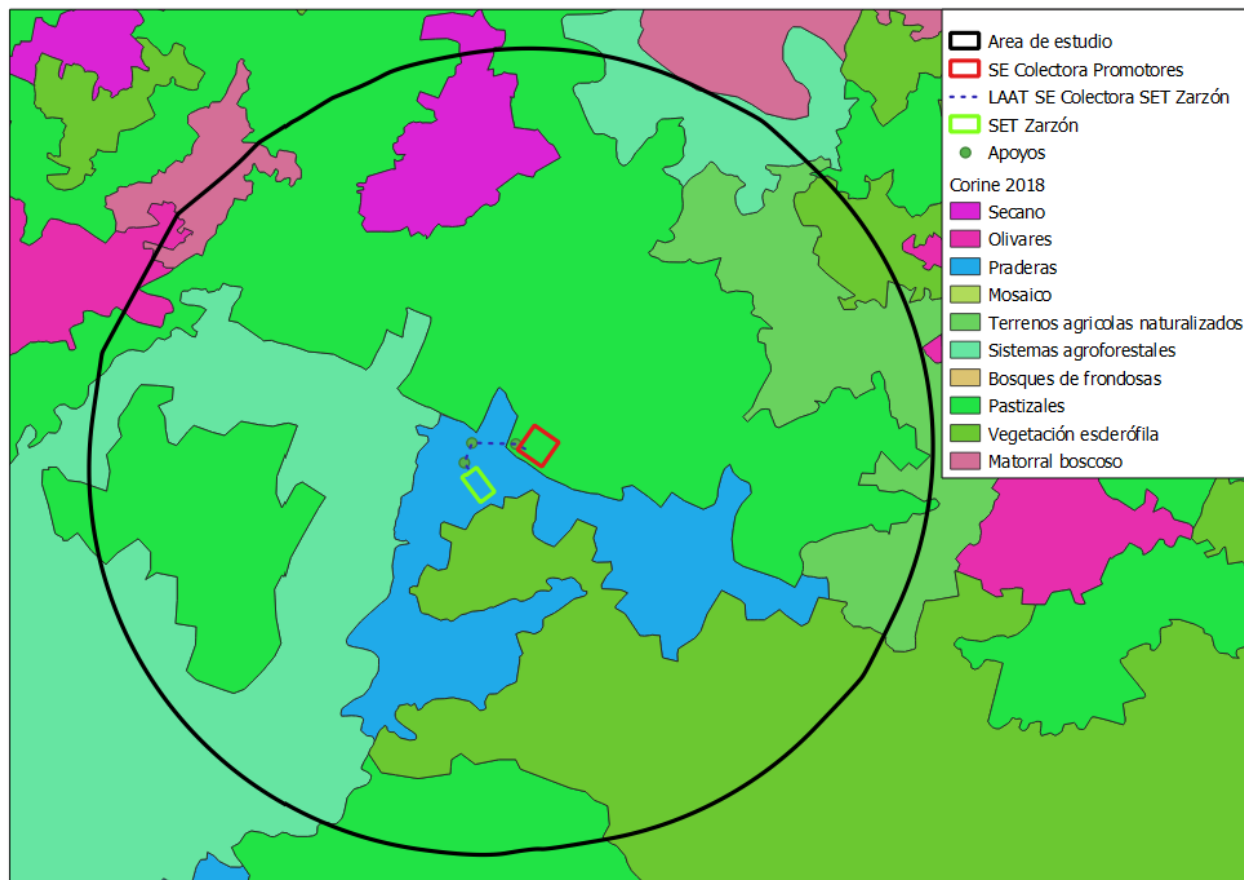 Area de estudio
SE Colectora Promotores
LAAT SE Colectora SET Zarzón
SET Zarzón
Apoyos
Corine 2018
Secano
Olivares
Praderas
Mosaico
Terrenos agricolas naturalizados
Sistemas agroforestales
Bosques de frondosas
Pastizales
Vegetación esclerófila
Matorral boscoso